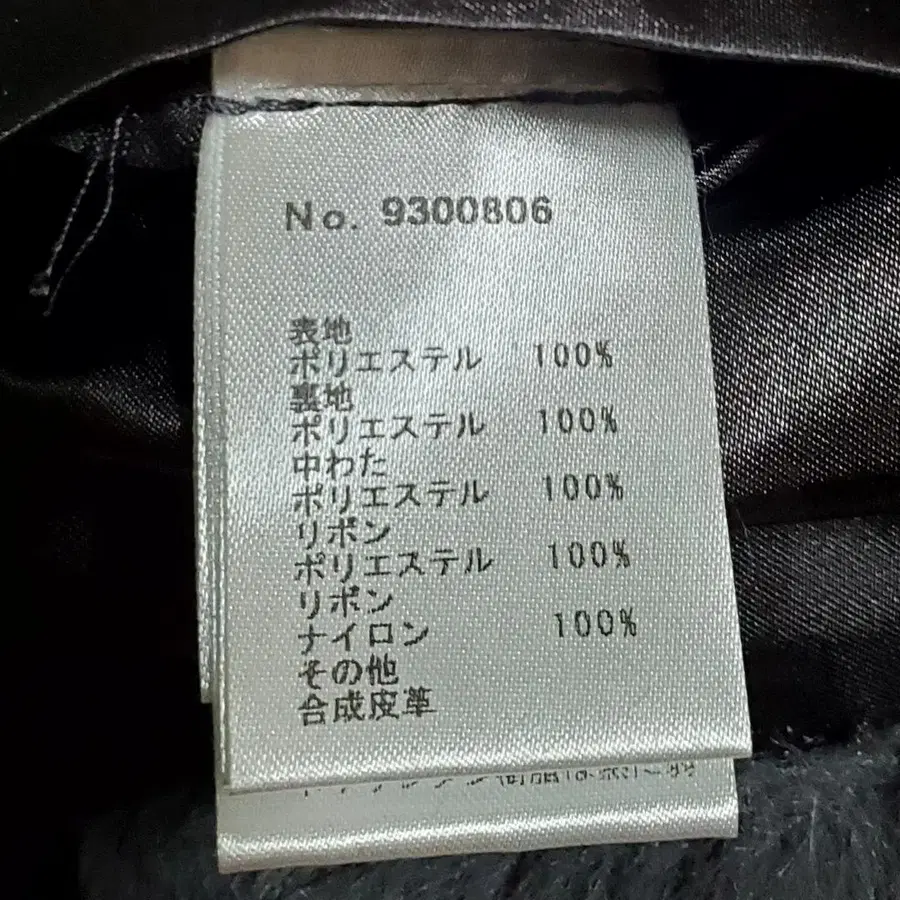 No. 9300806
表地
ポリエステル 100%
裏地
ポリエステル 100%
中わた
ポリエステル 100%
リボン
ポリエステル 100%
リボン
ナイロン 100%
その他
合成皮革